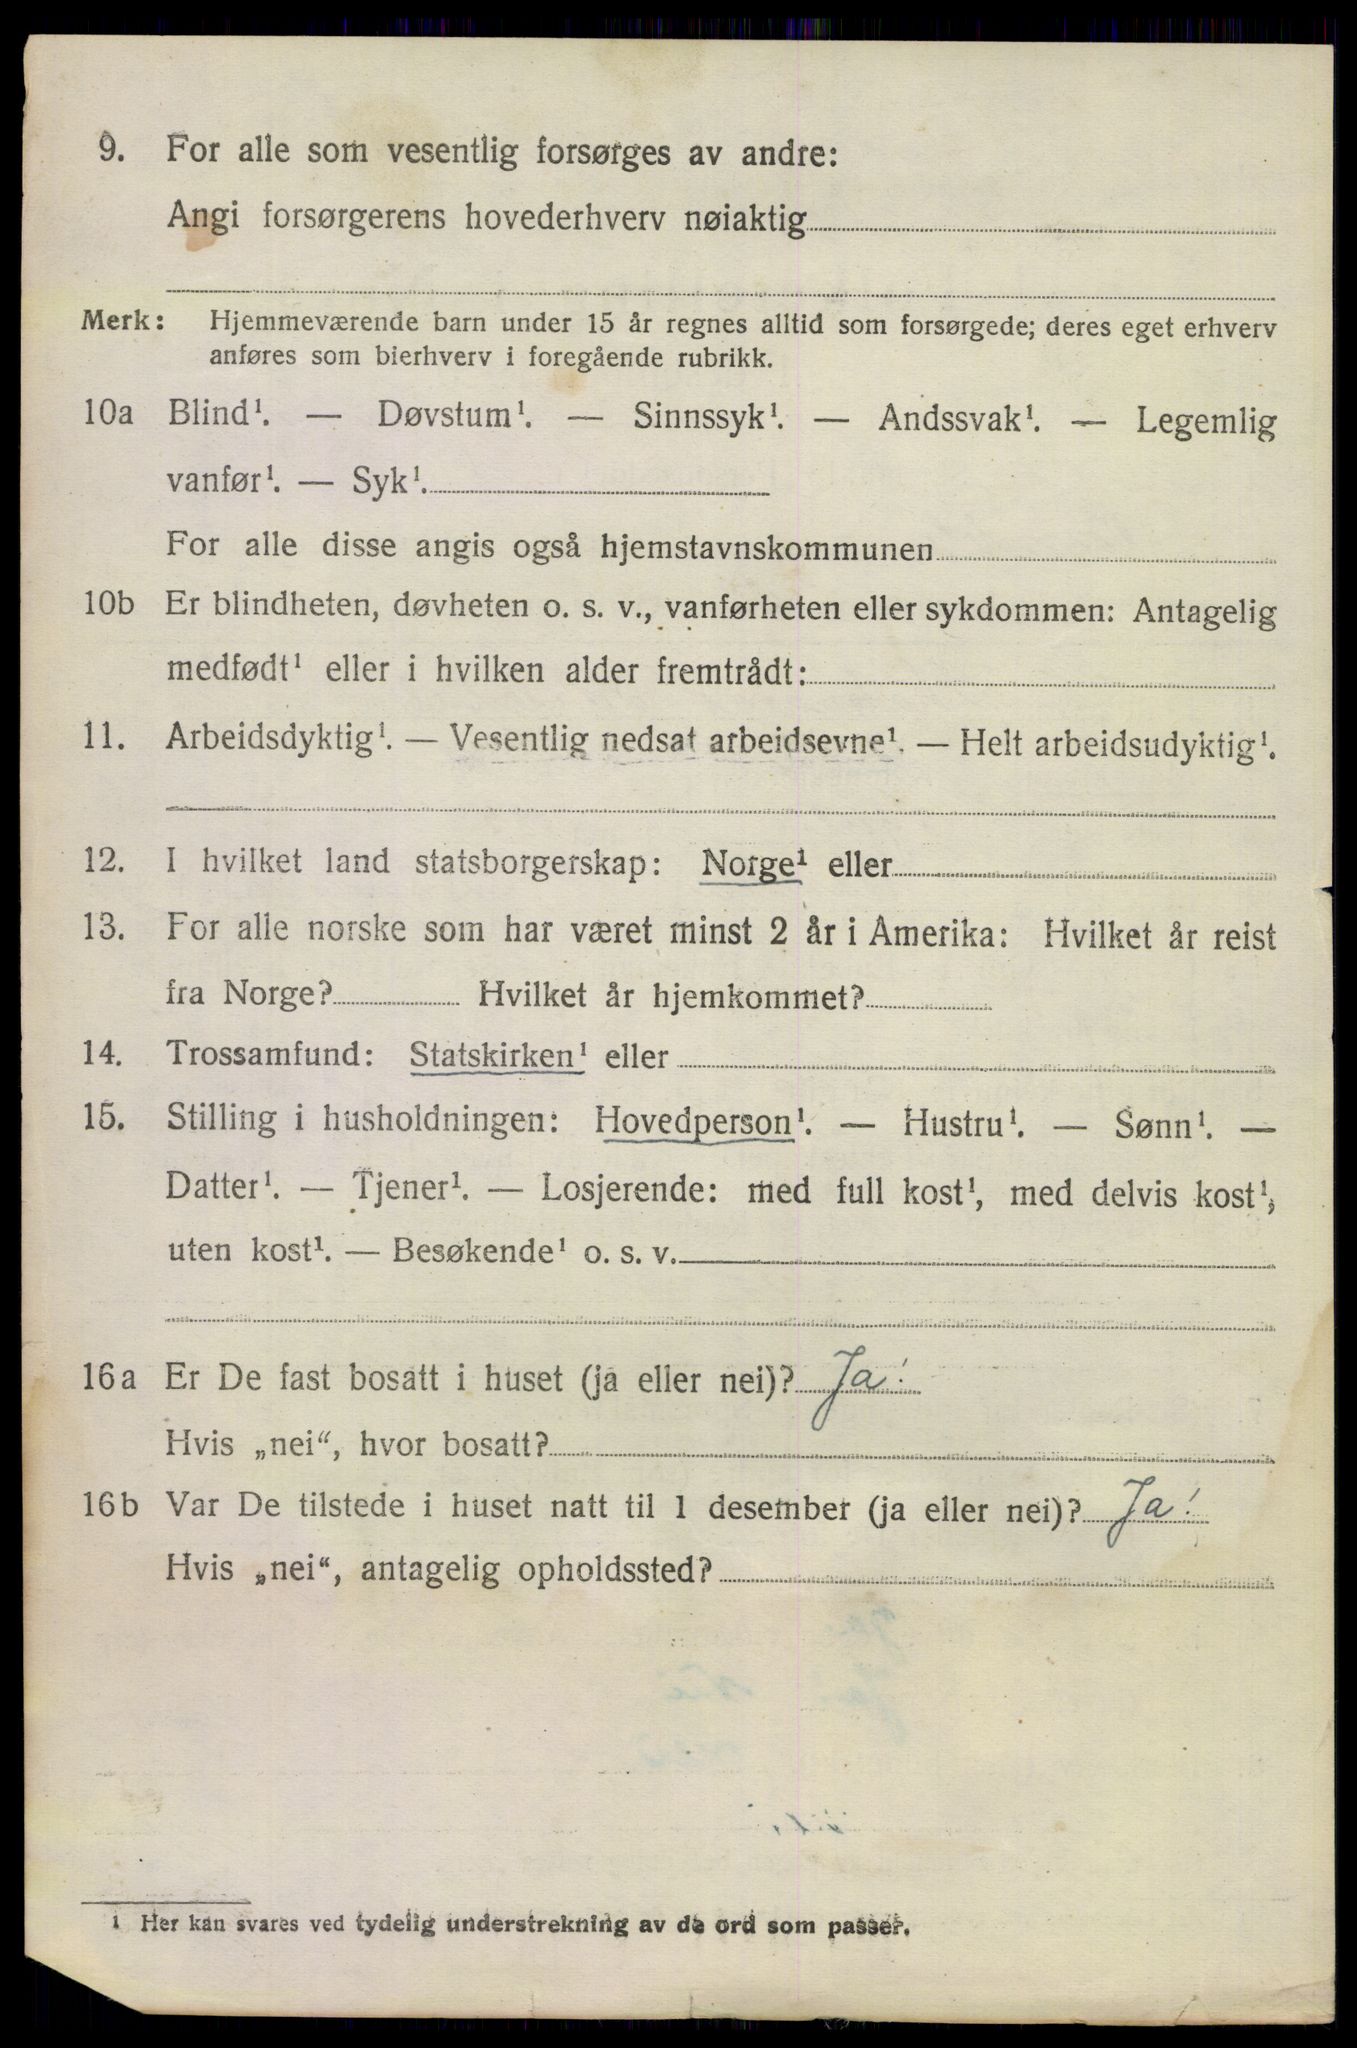 9. For alle som vesentlig forsørges av andre:
Angi forsørgerens hovederhverv nøiaktig
Merk: Hjemmeværende barn under 15 år regnes alltid som forsørgede; deres eget erhverv
anføres som bierhverv i foregående rubrikk.
10a Blind¹. — Døvstum¹. — Sinnssyk¹. — Andssvak¹. — Legemlig
vanfør¹. — Syk¹.
For alle disse angis også hjemstavnskommunen
10b Er blindheten, døvheten o. s. v., vanførheten eller sykdommen: Antagelig
medfødt¹ eller i hvilken alder fremtrådt:
11. Arbeidsdyktig¹. — Vesentlig nedsat arbeidsevne¹. — Helt arbeidsudyktig¹.
12. I hvilket land statsborgerskap: Norge¹ eller
13. For alle norske som har været minst 2 år i Amerika: Hvilket år reist
fra Norge? Hvilket år hjemkommet?
14. Trossamfund: Statskirken¹ eller
15. Stilling i husholdningen: Hovedperson¹. — Hustru¹. — Sønn¹. —
Datter¹. — Tjener¹. — Losjerende: med full kost¹, med delvis kost¹,
uten kost¹. — Besøkende¹ o. s. v.
16a Er De fast bosatt i huset (ja eller nei)? Ja!
Hvis „nei“, hvor bosatt?
16b Var De tilstede i huset natt til 1 desember (ja eller nei)? Ja!
Hvis „nei“, antagelig opholdssted?
1 Her kan svares ved tydelig understrekning av de ord som passer.